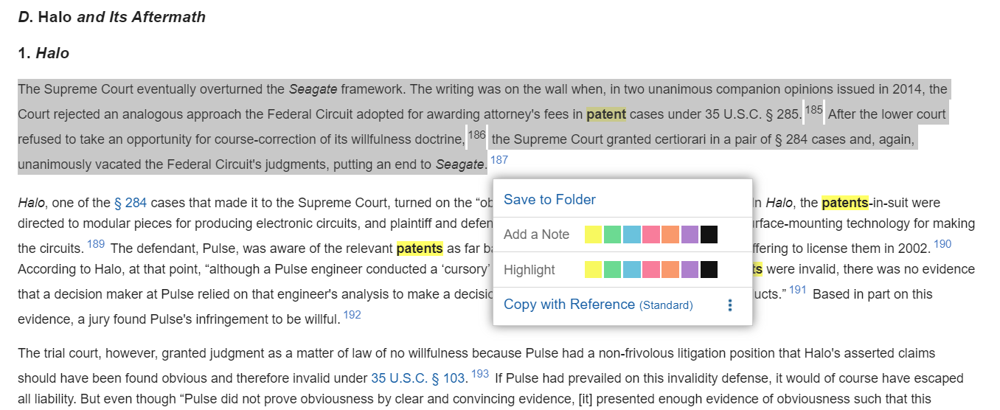 D. Halo and Its Aftermath
1. Halo
The Supreme Court eventually overturned the Seagate framework. The writing was on the wall when, in two unanimous companion opinions issued in 2014, the
Court rejected an analogous approach the Federal Circuit adopted for awarding attorney's fees in patent cases under 35 U.S.C. § 285. 185 After the lower court
refused to take an opportunity for course-correction of its willfulness doctrine, 186 the Supreme Court granted certiorari in a pair of § 284 cases and, again,
unanimously vacated the Federal Circuit's judgments, putting an end to Seagate. 187
Halo, one of the § 284 cases that made it to the Supreme Court, turned on the “ob In Halo, the patents-in-suit were
directed to modular pieces for producing electronic circuits, and plaintiff and defen rface-mounting technology for making
the circuits. 189 The defendant, Pulse, was aware of the relevant patents as far ba ffering to license them in 2002. 190
According to Halo, at that point, “although a Pulse engineer conducted a ‘cursory’ ts were invalid, there was no evidence
that a decision maker at Pulse relied on that engineer's analysis to make a decisio ucts.” 191 Based in part on this
evidence, a jury found Pulse's infringement to be willful. 192
Save to Folder
Add a Note
Highlight
Copy with Reference (Standard)
The trial court, however, granted judgment as a matter of law of no willfulness because Pulse had a non-frivolous litigation position that Halo's asserted claims
should have been found obvious and therefore invalid under 35 U.S.C. § 103. 193 If Pulse had prevailed on this invalidity defense, it would of course have escaped
all liability. But even though “Pulse did not prove obviousness by clear and convincing evidence, [it] presented enough evidence of obviousness such that this